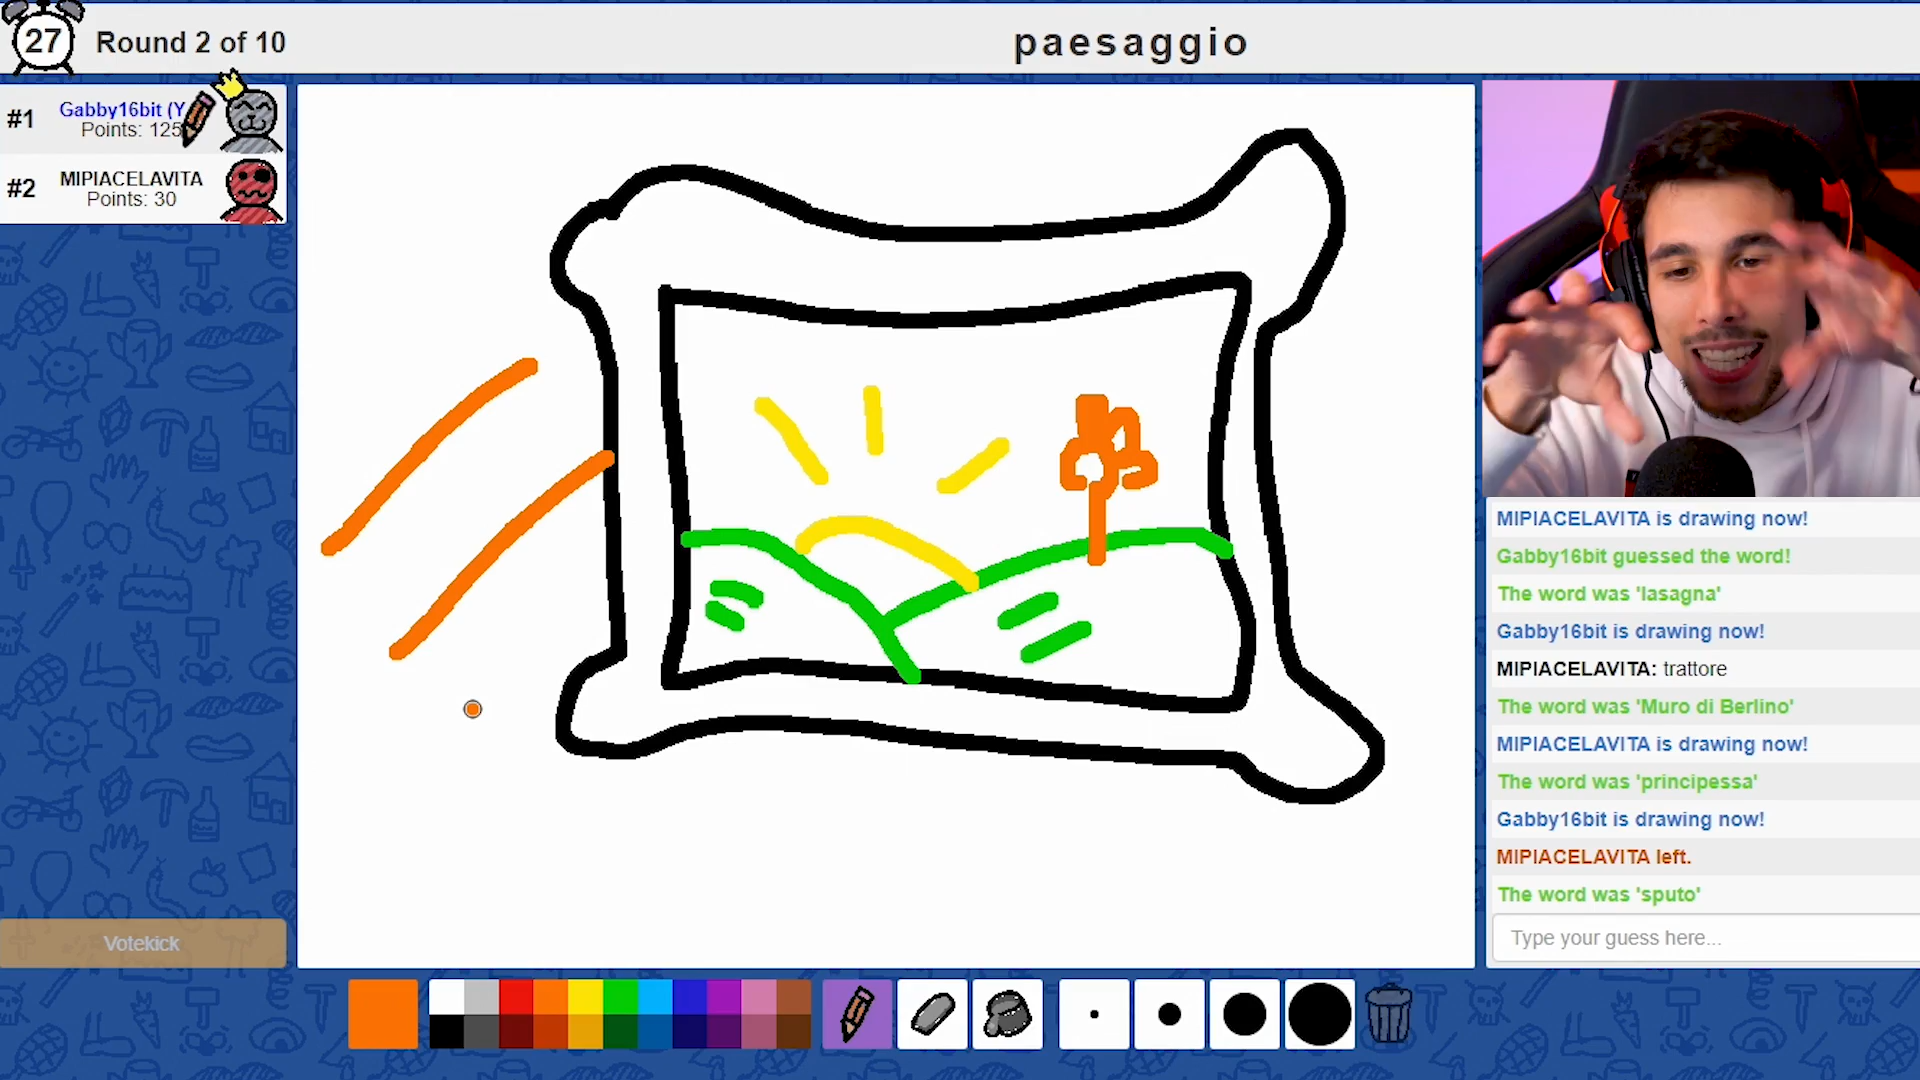 27
Round 2 of 10
paesaggio
#1
Gabby16bit (Y
Points: 125
#2
MIPIACELAVITA
Points: 30
MIPIACELAVITA is drawing now!
Gabby16bit guessed the word!
The word was 'lasagna'
Gabby16bit is drawing now!
MIPIACELAVITA: trattore
The word was 'Muro di Berlino'
MIPIACELAVITA is drawing now!
The word was 'principessa'
Gabby16bit is drawing now!
MIPIACELAVITA left.
The word was 'sputo'
Type your guess here...
Votekick